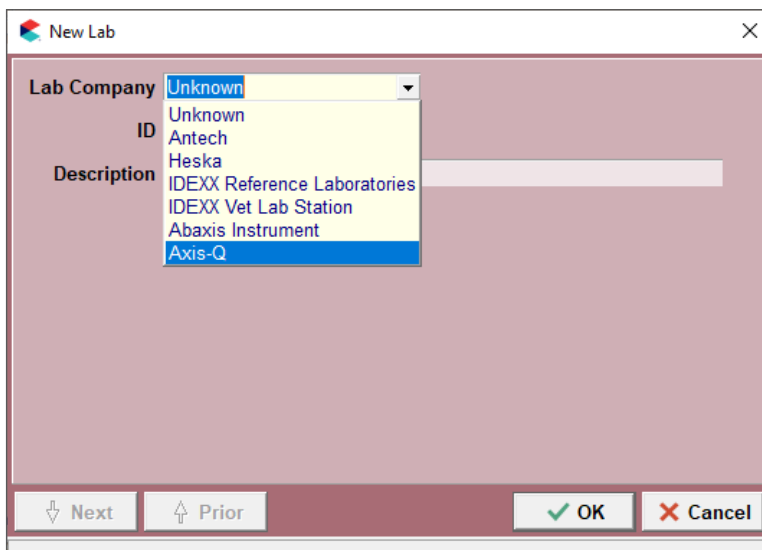 New Lab
Lab Company Unknown
Unknown
ID
Antech
Heska
Description
IDEXX Reference Laboratories
IDEXX Vet Lab Station
Abaxis Instrument
Axis-Q
Next Prior OK Cancel